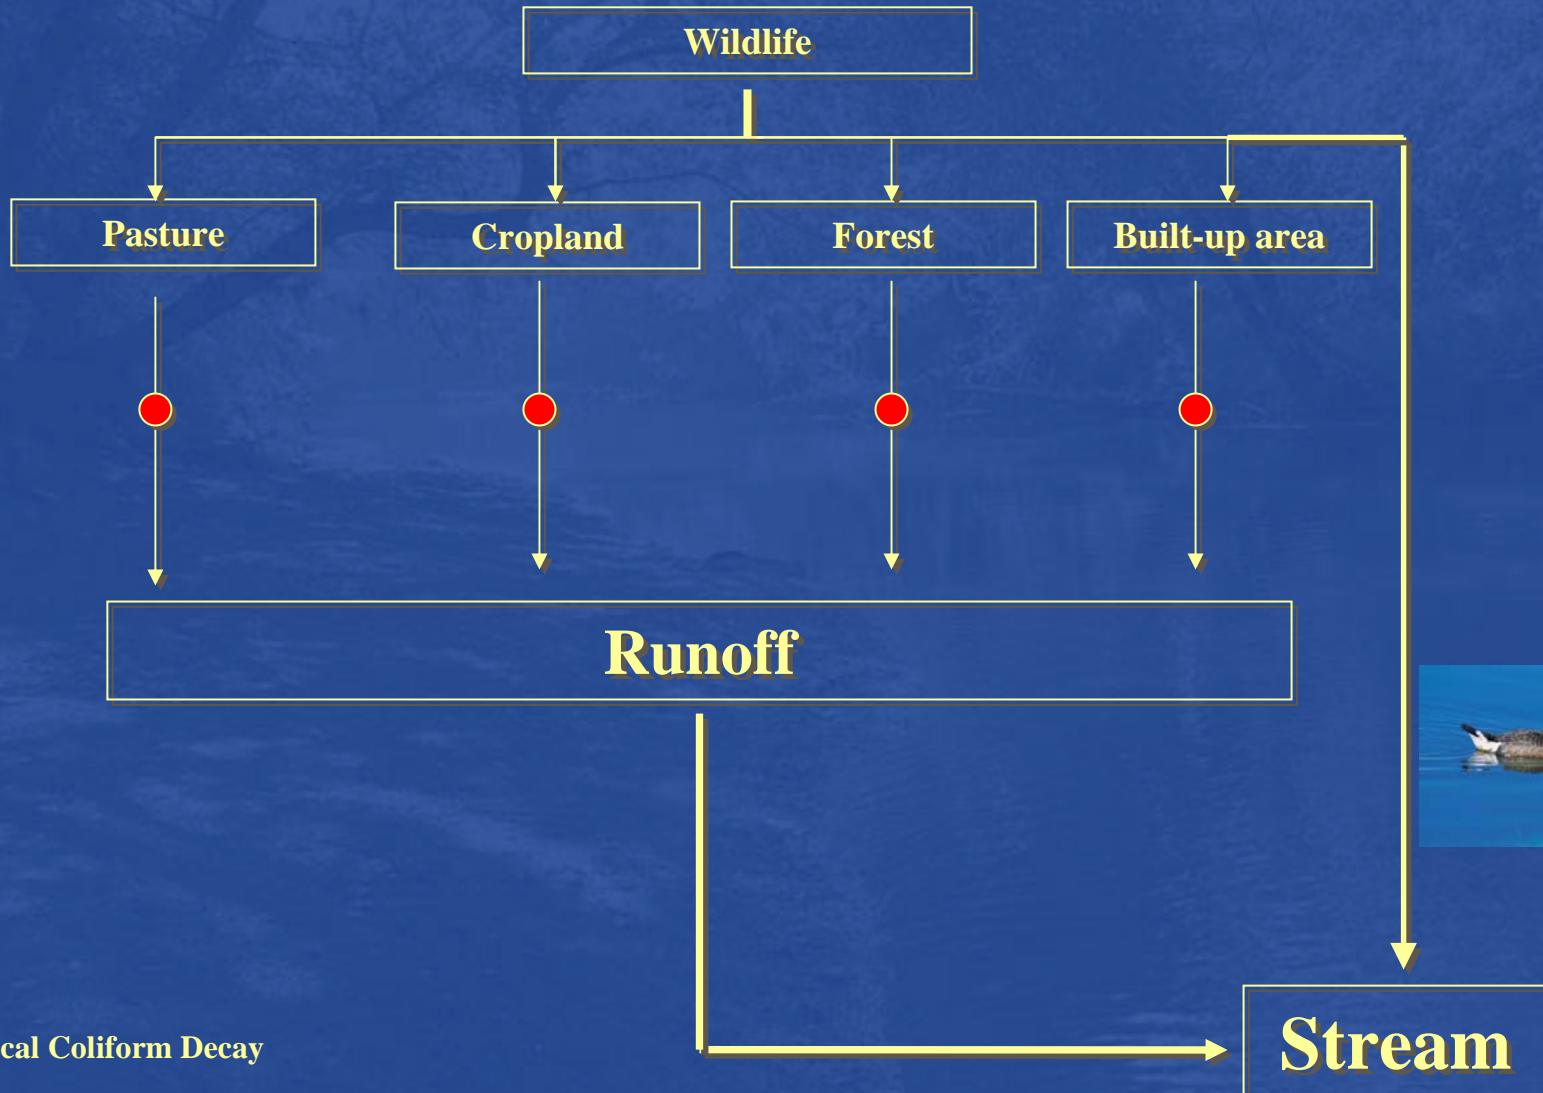 Wildlife
Pasture
Cropland
Forest
Built-up area
Runoff
cal Coliform Decay
Stream